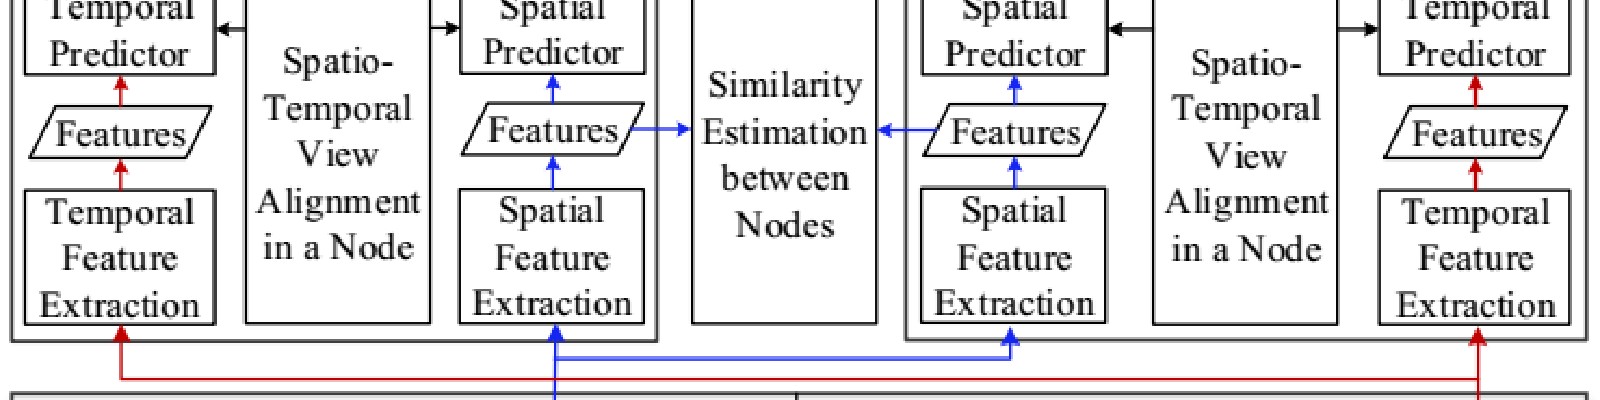 Temporal
Predictor
Features
Temporal
Feature
Extraction
Spatio-
Temporal
View
Alignment
in a Node
Spatial
Predictor
Features
Spatial
Feature
Extraction
Similarity
Estimation
between
Nodes
Spatial
Predictor
Features
Spatial
Feature
Extraction
Spatio-
Temporal
View
Alignment
in a Node
Temporal
Predictor
Features
Temporal
Feature
Extraction